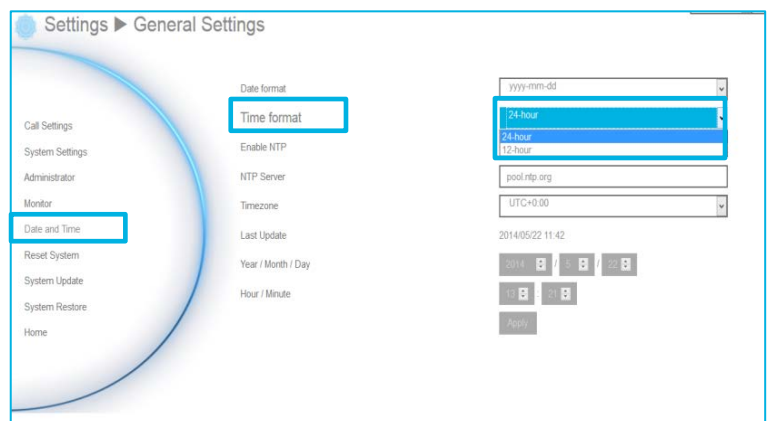 Settings ▶ General Settings
Call Settings
System Settings
Administrator
Monitor
Date and Time
Reset System
System Update
System Restore
Home
Date format yyyy-mm-dd
Time format 24-hour
24-hour
12-hour
Enable NTP
NTP Server pool.ntp.org
Timezone UTC+0:00
Last Update 2014/05/22 11:42
Year / Month / Day 2014 / 5 / 22
Hour / Minute 13 : 21
Apply